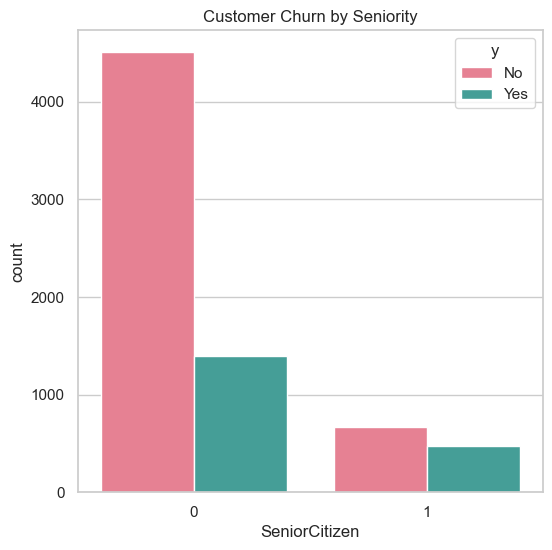 Customer Churn by Seniority
y
No
Yes
4000
3000
2000
1000
0
count
0
1
SeniorCitizen